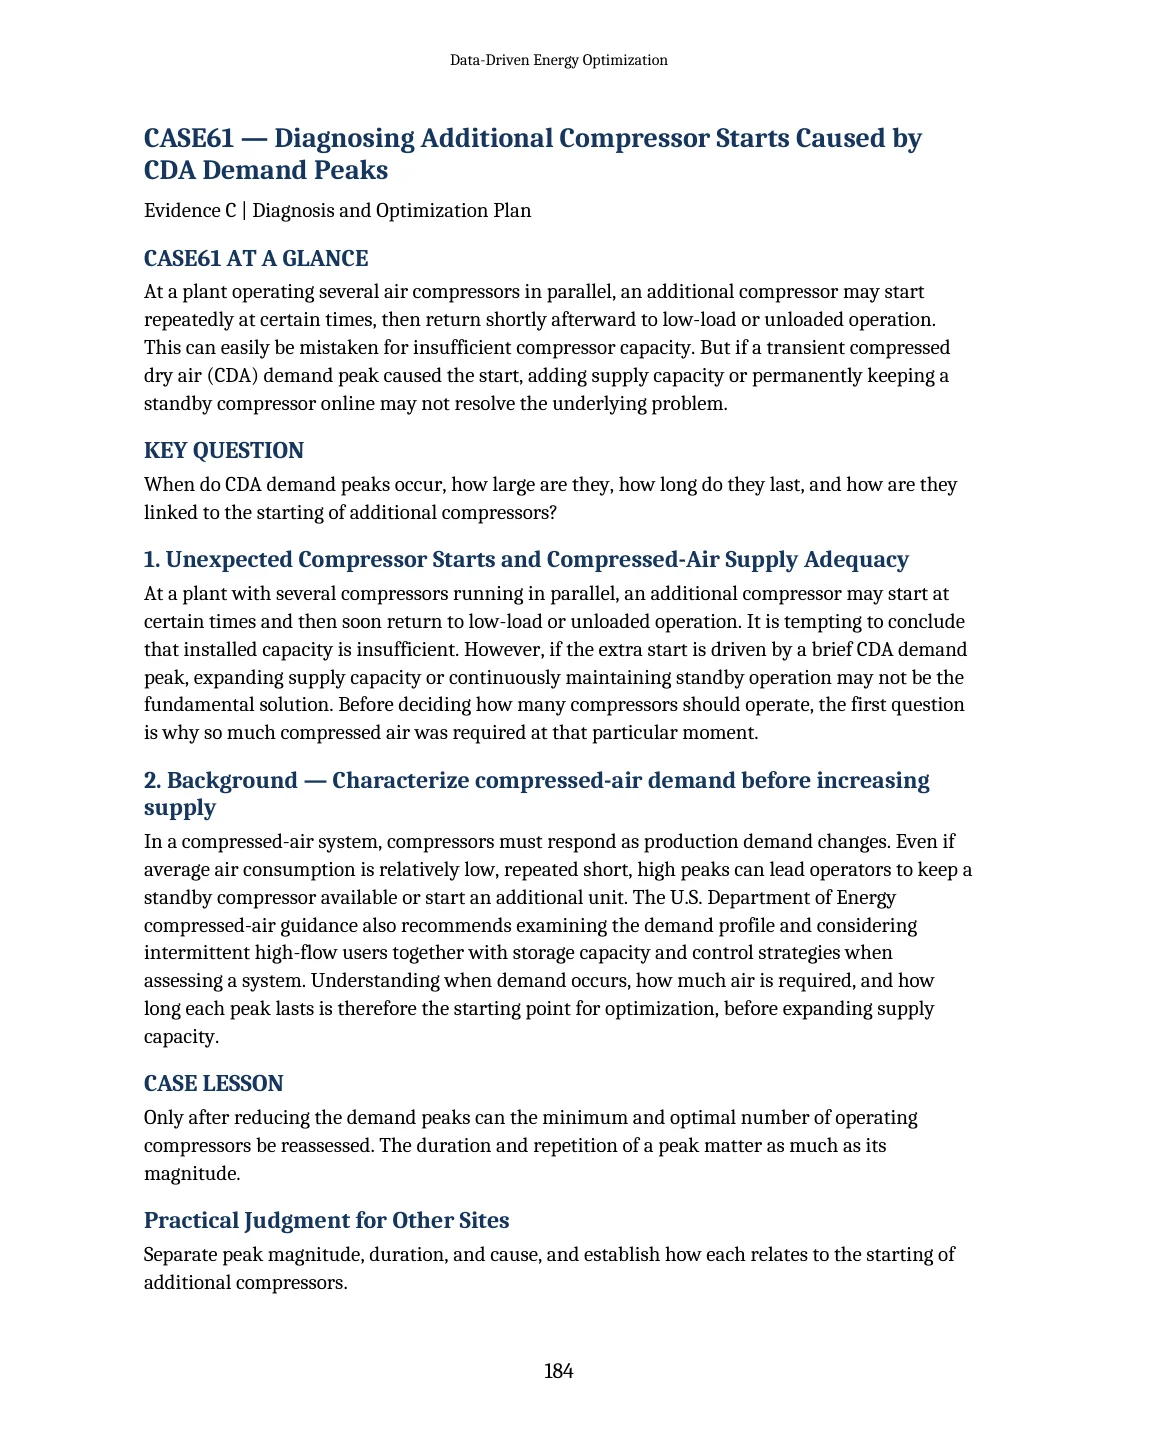 Data-Driven Energy Optimization
CASE61 — Diagnosing Additional Compressor Starts Caused by
CDA Demand Peaks
Evidence C | Diagnosis and Optimization Plan
CASE61 AT A GLANCE
At a plant operating several air compressors in parallel, an additional compressor may start
repeatedly at certain times, then return shortly afterward to low-load or unloaded operation.
This can easily be mistaken for insufficient compressor capacity. But if a transient compressed
dry air (CDA) demand peak caused the start, adding supply capacity or permanently keeping a
standby compressor online may not resolve the underlying problem.
KEY QUESTION
When do CDA demand peaks occur, how large are they, how long do they last, and how are they
linked to the starting of additional compressors?
1. Unexpected Compressor Starts and Compressed-Air Supply Adequacy
At a plant with several compressors running in parallel, an additional compressor may start at
certain times and then soon return to low-load or unloaded operation. It is tempting to conclude
that installed capacity is insufficient. However, if the extra start is driven by a brief CDA demand
peak, expanding supply capacity or continuously maintaining standby operation may not be the
fundamental solution. Before deciding how many compressors should operate, the first question
is why so much compressed air was required at that particular moment.
2. Background — Characterize compressed-air demand before increasing
supply
In a compressed-air system, compressors must respond as production demand changes. Even if
average air consumption is relatively low, repeated short, high peaks can lead operators to keep a
standby compressor available or start an additional unit. The U.S. Department of Energy
compressed-air guidance also recommends examining the demand profile and considering
intermittent high-flow users together with storage capacity and control strategies when
assessing a system. Understanding when demand occurs, how much air is required, and how
long each peak lasts is therefore the starting point for optimization, before expanding supply
capacity.
CASE LESSON
Only after reducing the demand peaks can the minimum and optimal number of operating
compressors be reassessed. The duration and repetition of a peak matter as much as its
magnitude.
Practical Judgment for Other Sites
Separate peak magnitude, duration, and cause, and establish how each relates to the starting of
additional compressors.
184